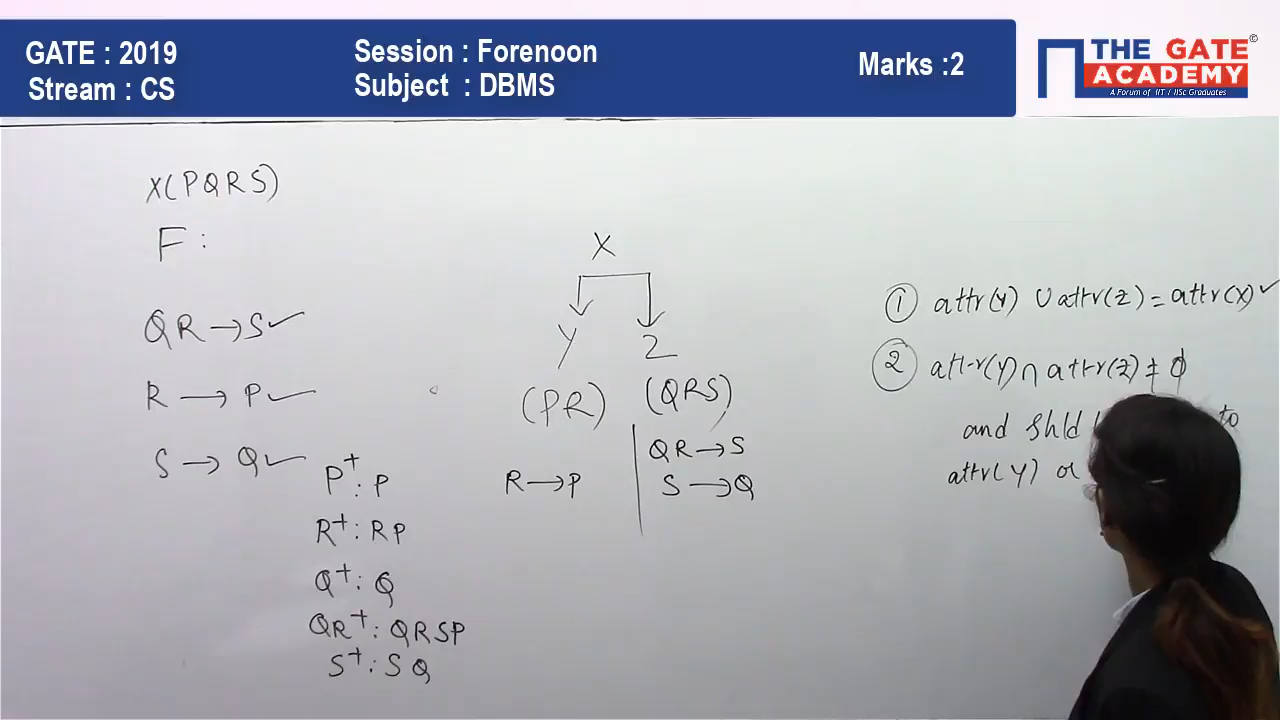 GATE : 2019
Stream : CS
Session : Forenoon
Subject : DBMS
Marks :2
THE GATE
ACADEMY
©
A Forum of IIT / IISc Graduates
X(PQRS)
F :
QR → S ✓
R → P ✓
S → Q ✓
P⁺: P
R⁺: RP
Q⁺: Q
QR⁺: QRSP
S⁺: SQ
X
Y Z
(PR) (QRS)
R → P
QR → S
S → Q
① attr(Y) ∪ attr(Z) = attr(X) ✓
② attr(Y) ∩ attr(Z) ≠ ϕ
and shld to
attr(Y) o